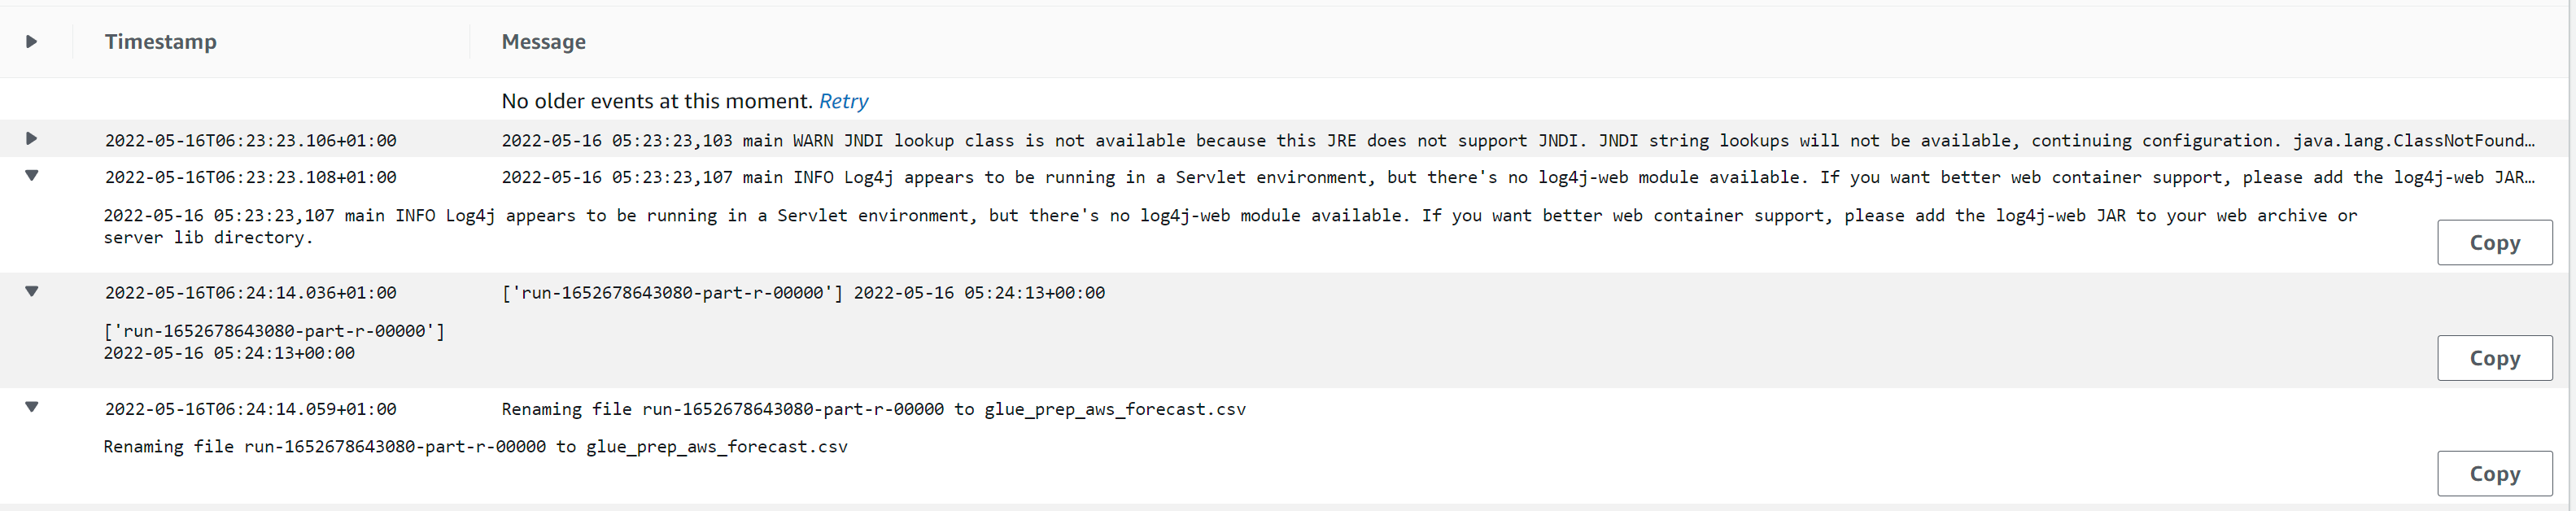 Timestamp Message
No older events at this moment. Retry
2022-05-16T06:23:23.106+01:00 2022-05-16 05:23:23,103 main WARN JNDI lookup class is not available because this JRE does not support JNDI. JNDI string lookups will not be available, continuing configuration. java.lang.ClassNotFound…
2022-05-16T06:23:23.108+01:00 2022-05-16 05:23:23,107 main INFO Log4j appears to be running in a Servlet environment, but there's no log4j-web module available. If you want better web container support, please add the log4j-web JAR…
2022-05-16 05:23:23,107 main INFO Log4j appears to be running in a Servlet environment, but there's no log4j-web module available. If you want better web container support, please add the log4j-web JAR to your web archive or
server lib directory.
Copy
2022-05-16T06:24:14.036+01:00 ['run-1652678643080-part-r-00000'] 2022-05-16 05:24:13+00:00
['run-1652678643080-part-r-00000']
2022-05-16 05:24:13+00:00
Copy
2022-05-16T06:24:14.059+01:00 Renaming file run-1652678643080-part-r-00000 to glue_prep_aws_forecast.csv
Renaming file run-1652678643080-part-r-00000 to glue_prep_aws_forecast.csv
Copy